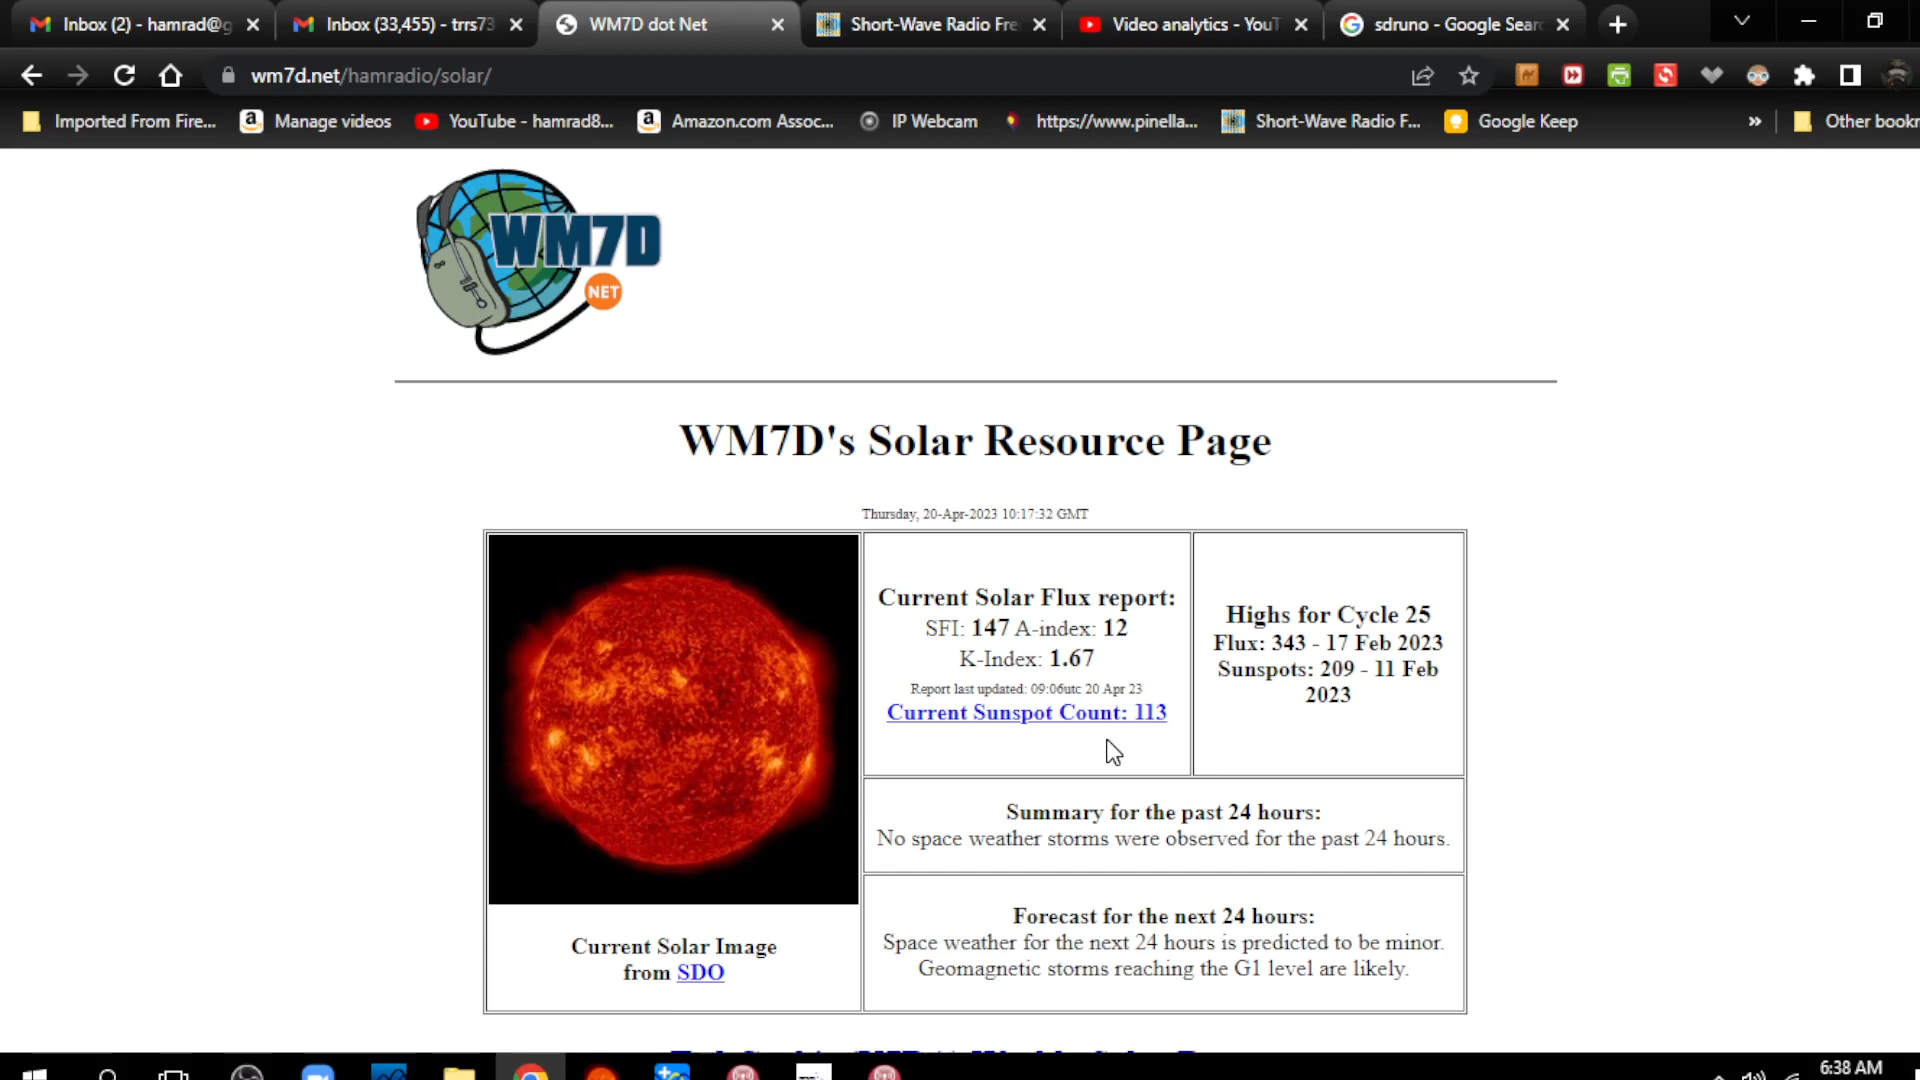 Inbox (2) - hamrad@g
Inbox (33,455) - trrs73
WM7D dot Net
Short-Wave Radio Fre
Video analytics - YouT
sdruno - Google Sear
wm7d.net/hamradio/solar/
Imported From Fire...
Manage videos
YouTube - hamrad8...
Amazon.com Assoc...
IP Webcam
https://www.pinella...
Short-Wave Radio F...
Google Keep
»
Other bookr
WM7D
NET
WM7D's Solar Resource Page
Thursday, 20-Apr-2023 10:17:32 GMT
Current Solar Flux report:
SFI: 147 A-index: 12
K-Index: 1.67
Report last updated: 09:06utc 20 Apr 23
Current Sunspot Count: 113
Highs for Cycle 25
Flux: 343 - 17 Feb 2023
Sunspots: 209 - 11 Feb
2023
Summary for the past 24 hours:
No space weather storms were observed for the past 24 hours.
Forecast for the next 24 hours:
Space weather for the next 24 hours is predicted to be minor.
Geomagnetic storms reaching the G1 level are likely.
Current Solar Image
from SDO
6:38 AM